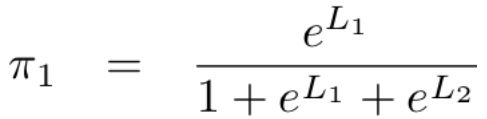 π₁ = e^{L₁} / (1 + e^{L₁} + e^{L₂})